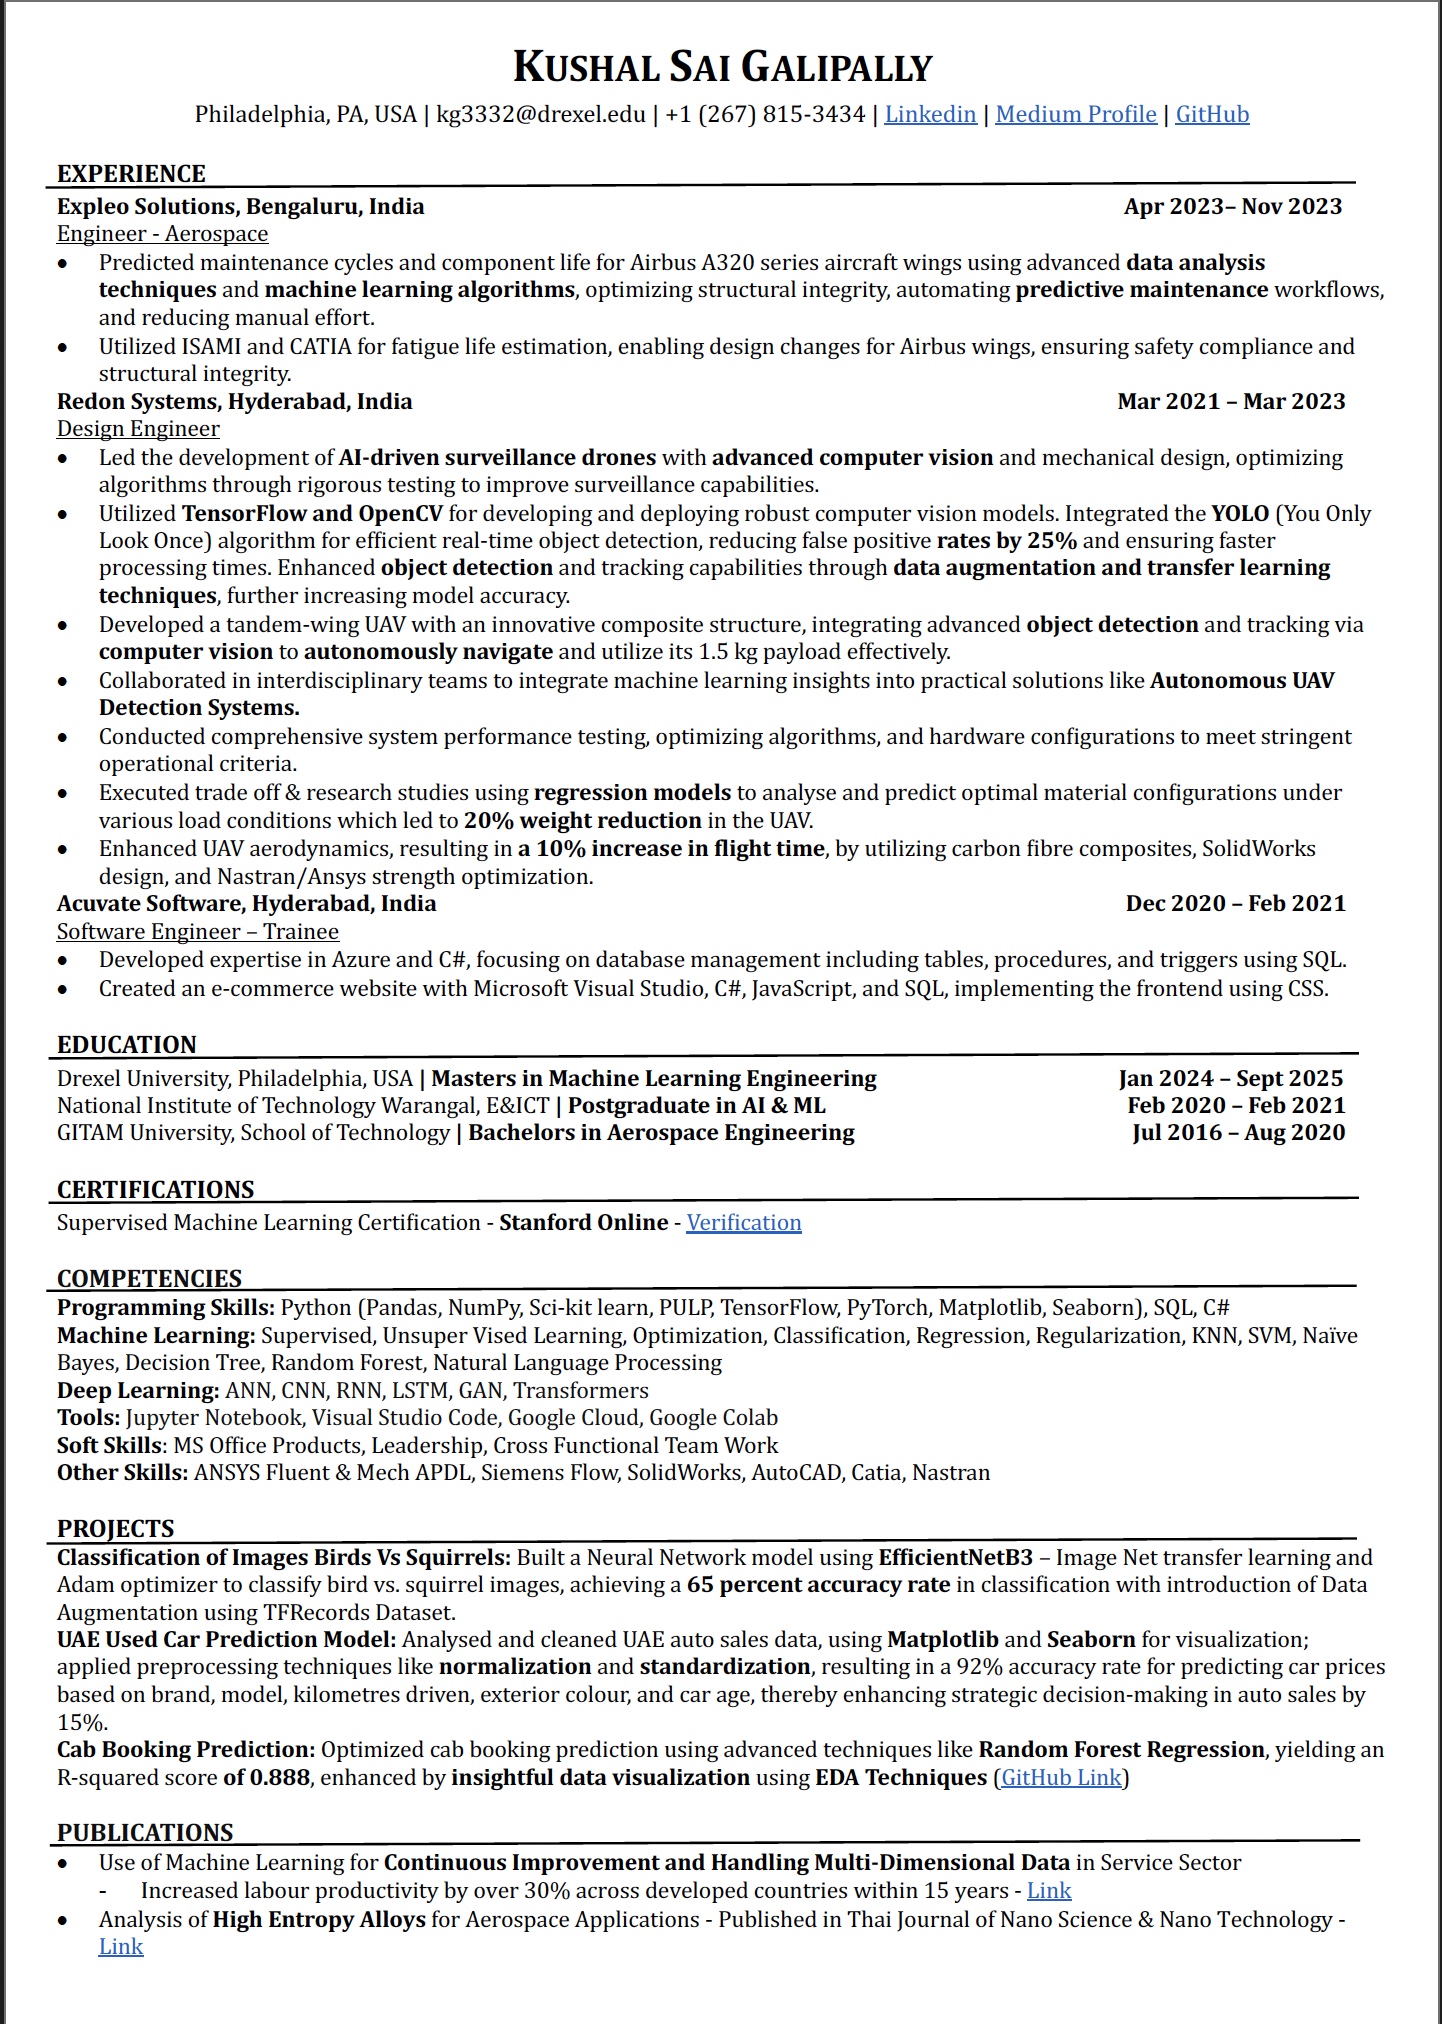 KUSHAL SAI GALIPALLY
Philadelphia, PA, USA | kg3332@drexel.edu | +1 (267) 815-3434 | Linkedin | Medium Profile | GitHub
EXPERIENCE
Expleo Solutions, Bengaluru, India Apr 2023– Nov 2023
Engineer - Aerospace
• Predicted maintenance cycles and component life for Airbus A320 series aircraft wings using advanced data analysis
techniques and machine learning algorithms, optimizing structural integrity, automating predictive maintenance workflows,
and reducing manual effort.
• Utilized ISAMI and CATIA for fatigue life estimation, enabling design changes for Airbus wings, ensuring safety compliance and
structural integrity.
Redon Systems, Hyderabad, India Mar 2021 – Mar 2023
Design Engineer
• Led the development of AI-driven surveillance drones with advanced computer vision and mechanical design, optimizing
algorithms through rigorous testing to improve surveillance capabilities.
• Utilized TensorFlow and OpenCV for developing and deploying robust computer vision models. Integrated the YOLO (You Only
Look Once) algorithm for efficient real-time object detection, reducing false positive rates by 25% and ensuring faster
processing times. Enhanced object detection and tracking capabilities through data augmentation and transfer learning
techniques, further increasing model accuracy.
• Developed a tandem-wing UAV with an innovative composite structure, integrating advanced object detection and tracking via
computer vision to autonomously navigate and utilize its 1.5 kg payload effectively.
• Collaborated in interdisciplinary teams to integrate machine learning insights into practical solutions like Autonomous UAV
Detection Systems.
• Conducted comprehensive system performance testing, optimizing algorithms, and hardware configurations to meet stringent
operational criteria.
• Executed trade off & research studies using regression models to analyse and predict optimal material configurations under
various load conditions which led to 20% weight reduction in the UAV.
• Enhanced UAV aerodynamics, resulting in a 10% increase in flight time, by utilizing carbon fibre composites, SolidWorks
design, and Nastran/Ansys strength optimization.
Acuvate Software, Hyderabad, India Dec 2020 – Feb 2021
Software Engineer – Trainee
• Developed expertise in Azure and C#, focusing on database management including tables, procedures, and triggers using SQL.
• Created an e-commerce website with Microsoft Visual Studio, C#, JavaScript, and SQL, implementing the frontend using CSS.
EDUCATION
Drexel University, Philadelphia, USA | Masters in Machine Learning Engineering Jan 2024 – Sept 2025
National Institute of Technology Warangal, E&ICT | Postgraduate in AI & ML Feb 2020 – Feb 2021
GITAM University, School of Technology | Bachelors in Aerospace Engineering Jul 2016 – Aug 2020
CERTIFICATIONS
Supervised Machine Learning Certification - Stanford Online - Verification
COMPETENCIES
Programming Skills: Python (Pandas, NumPy, Sci-kit learn, PULP, TensorFlow, PyTorch, Matplotlib, Seaborn), SQL, C#
Machine Learning: Supervised, Unsuper Vised Learning, Optimization, Classification, Regression, Regularization, KNN, SVM, Naïve
Bayes, Decision Tree, Random Forest, Natural Language Processing
Deep Learning: ANN, CNN, RNN, LSTM, GAN, Transformers
Tools: Jupyter Notebook, Visual Studio Code, Google Cloud, Google Colab
Soft Skills: MS Office Products, Leadership, Cross Functional Team Work
Other Skills: ANSYS Fluent & Mech APDL, Siemens Flow, SolidWorks, AutoCAD, Catia, Nastran
PROJECTS
Classification of Images Birds Vs Squirrels: Built a Neural Network model using EfficientNetB3 – Image Net transfer learning and
Adam optimizer to classify bird vs. squirrel images, achieving a 65 percent accuracy rate in classification with introduction of Data
Augmentation using TFRecords Dataset.
UAE Used Car Prediction Model: Analysed and cleaned UAE auto sales data, using Matplotlib and Seaborn for visualization;
applied preprocessing techniques like normalization and standardization, resulting in a 92% accuracy rate for predicting car prices
based on brand, model, kilometres driven, exterior colour, and car age, thereby enhancing strategic decision-making in auto sales by
15%.
Cab Booking Prediction: Optimized cab booking prediction using advanced techniques like Random Forest Regression, yielding an
R-squared score of 0.888, enhanced by insightful data visualization using EDA Techniques (GitHub Link)
PUBLICATIONS
• Use of Machine Learning for Continuous Improvement and Handling Multi-Dimensional Data in Service Sector
- Increased labour productivity by over 30% across developed countries within 15 years - Link
• Analysis of High Entropy Alloys for Aerospace Applications - Published in Thai Journal of Nano Science & Nano Technology -
Link